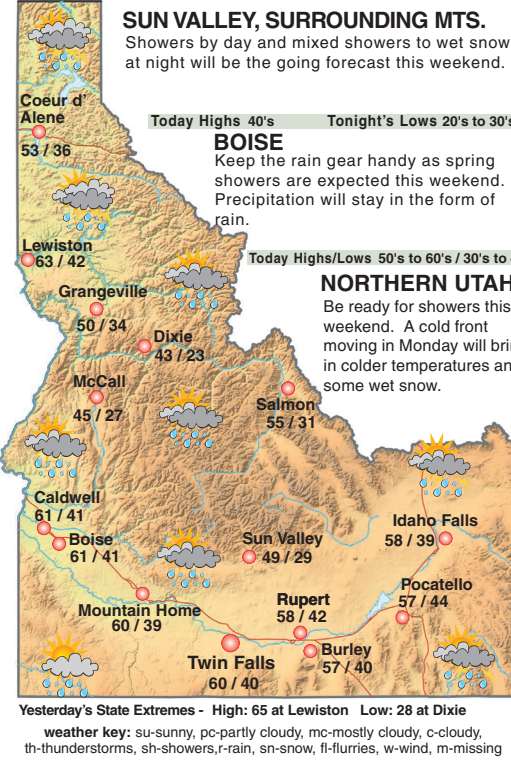 SUN VALLEY, SURROUNDING MTS.
Showers by day and mixed showers to wet snow
at night will be the going forecast this weekend.
Today Highs 40's Tonight's Lows 20's to 30's
BOISE
Keep the rain gear handy as spring
showers are expected this weekend.
Precipitation will stay in the form of
rain.
Today Highs/Lows 50's to 60's / 30's to
NORTHERN UTAH
Be ready for showers this
weekend. A cold front
moving in Monday will bri
in colder temperatures an
some wet snow.
Coeur d'
Alene
53 / 36
Lewiston
63 / 42
Grangeville
50 / 34
Dixie
43 / 23
McCall
45 / 27
Salmon
55 / 31
Caldwell
61 / 41
Boise
61 / 41
Sun Valley
49 / 29
Idaho Falls
58 / 39
Mountain Home
60 / 39
Rupert
58 / 42
Pocatello
57 / 44
Twin Falls
60 / 40
Burley
57 / 40
Yesterday's State Extremes - High: 65 at Lewiston Low: 28 at Dixie
weather key: su-sunny, pc-partly cloudy, mc-mostly cloudy, c-cloudy,
th-thunderstorms, sh-showers,r-rain, sn-snow, fl-flurries, w-wind, m-missing